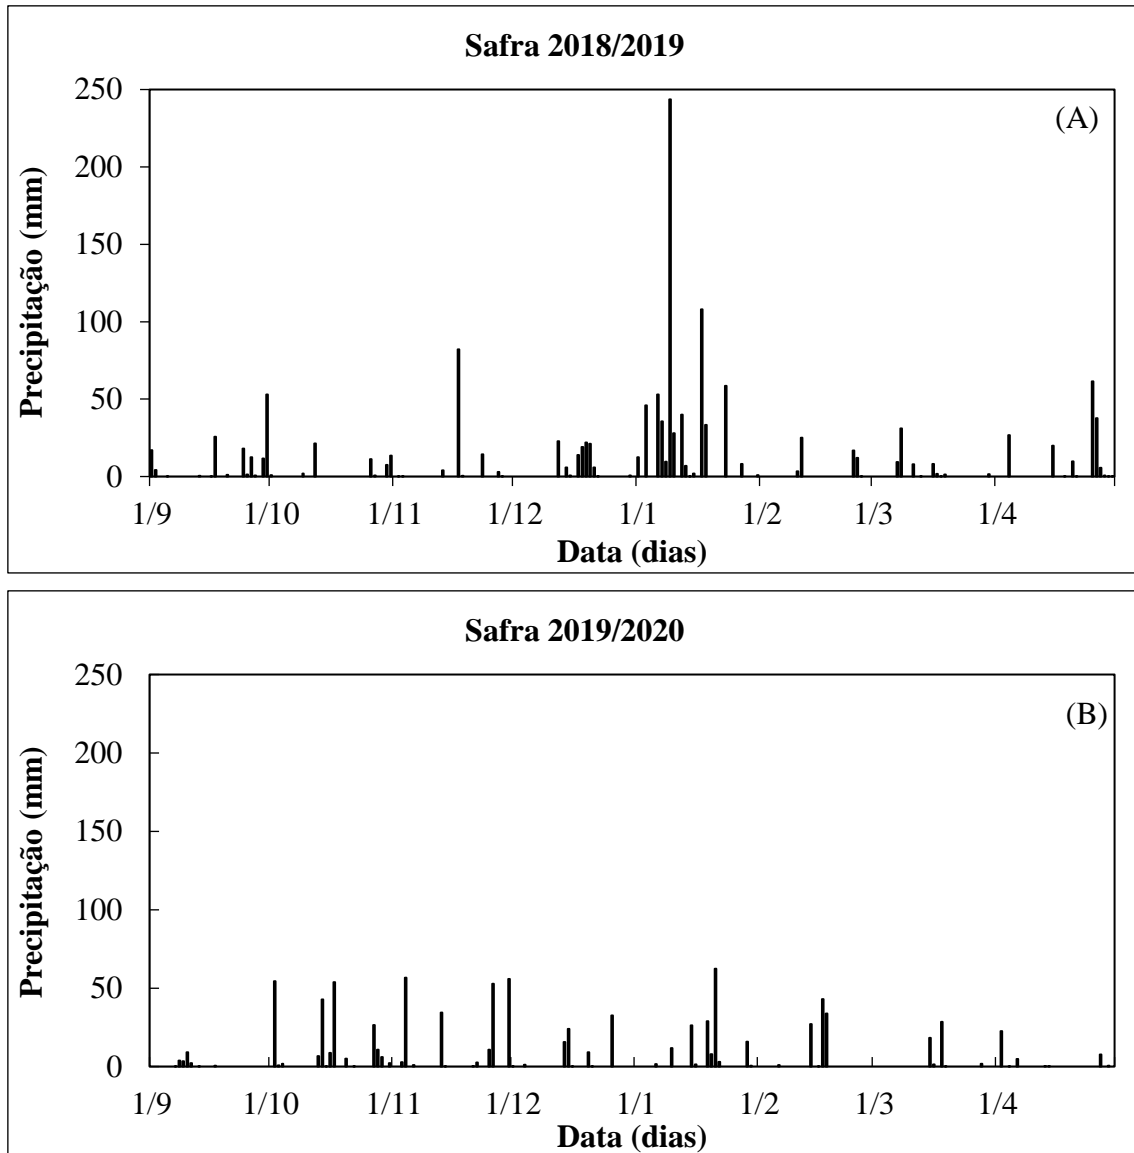 Safra 2018/2019
(A)
Precipitação (mm)
250
200
150
100
50
0
1/9 1/10 1/11 1/12 1/1 1/2 1/3 1/4
Data (dias)
Safra 2019/2020
(B)
Precipitação (mm)
250
200
150
100
50
0
1/9 1/10 1/11 1/12 1/1 1/2 1/3 1/4
Data (dias)